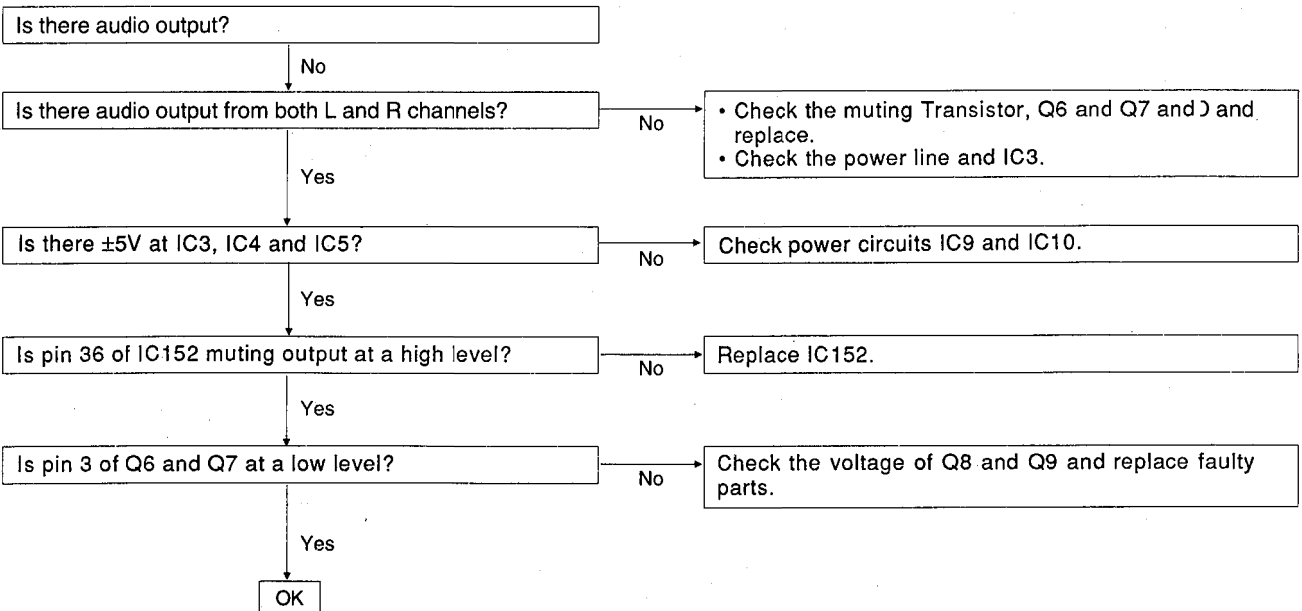 Is there audio output?
No
Is there audio output from both L and R channels?
No
• Check the muting Transistor, Q6 and Q7 and and
replace.
• Check the power line and IC3.
Yes
Is there ±5V at IC3, IC4 and IC5?
No
Check power circuits IC9 and IC10.
Yes
Is pin 36 of IC152 muting output at a high level?
No
Replace IC152.
Yes
Is pin 3 of Q6 and Q7 at a low level?
No
Check the voltage of Q8 and Q9 and replace faulty
parts.
Yes
OK